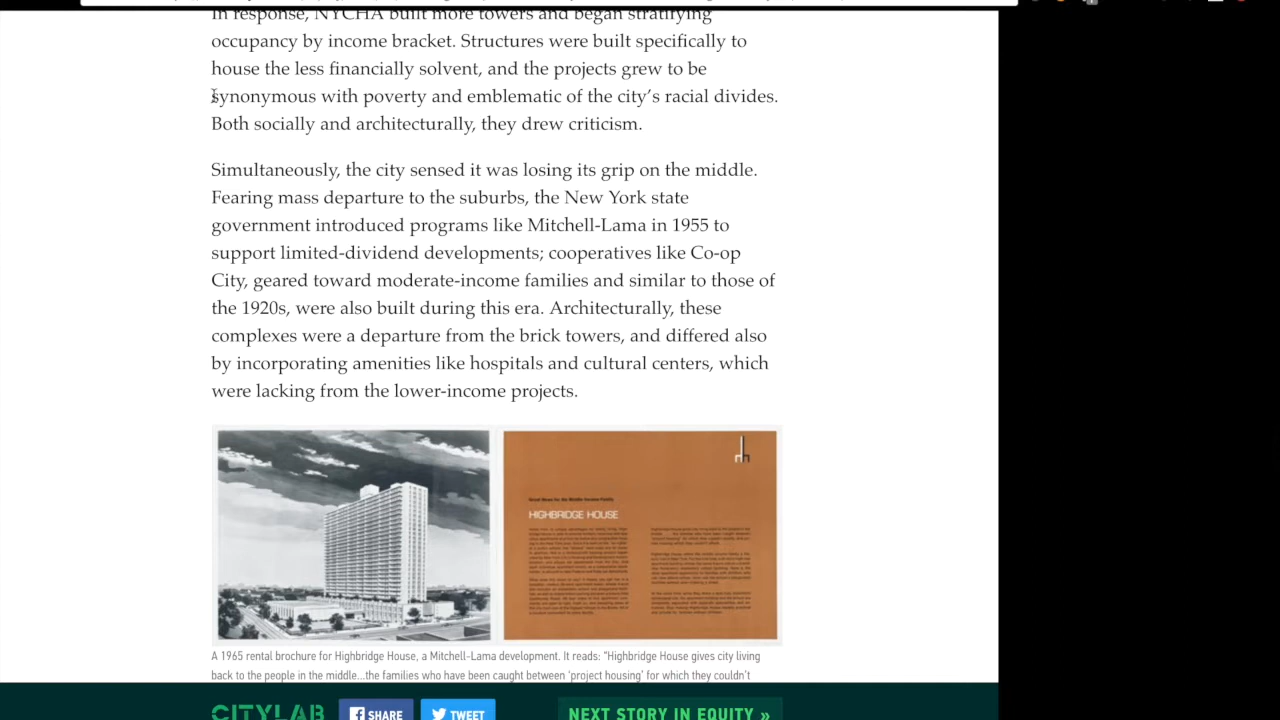 In response, NYCHA built more towers and began stratifying
occupancy by income bracket. Structures were built specifically to
house the less financially solvent, and the projects grew to be
synonymous with poverty and emblematic of the city’s racial divides.
Both socially and architecturally, they drew criticism.
Simultaneously, the city sensed it was losing its grip on the middle.
Fearing mass departure to the suburbs, the New York state
government introduced programs like Mitchell-Lama in 1955 to
support limited-dividend developments; cooperatives like Co-op
City, geared toward moderate-income families and similar to those of
the 1920s, were also built during this era. Architecturally, these
complexes were a departure from the brick towers, and differed also
by incorporating amenities like hospitals and cultural centers, which
were lacking from the lower-income projects.
Great News for the Middle Income Family
HIGHBRIDGE HOUSE
A 1965 rental brochure for Highbridge House, a Mitchell-Lama development. It reads: “Highbridge House gives city living
back to the people in the middle...the families who have been caught between ‘project housing’ for which they couldn’t
CITYLAB
SHARE
TWEET
NEXT STORY IN EQUITY »